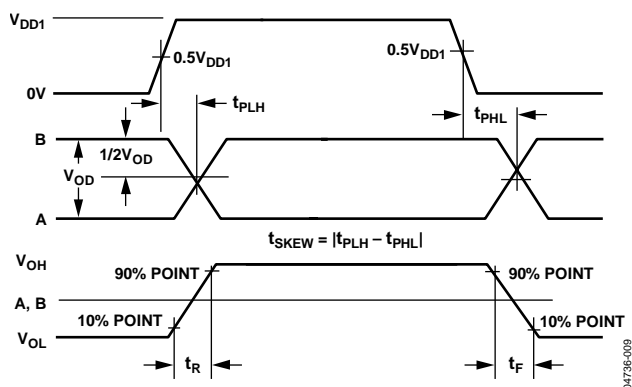 VDD1
0.5VDD1
0.5VDD1
0V
tPLH
tPHL
B
1/2VOD
VOD
A
tSKEW = |tPLH – tPHL|
VOH
90% POINT
90% POINT
A, B
10% POINT
10% POINT
VOL
tR
tF
04736-009